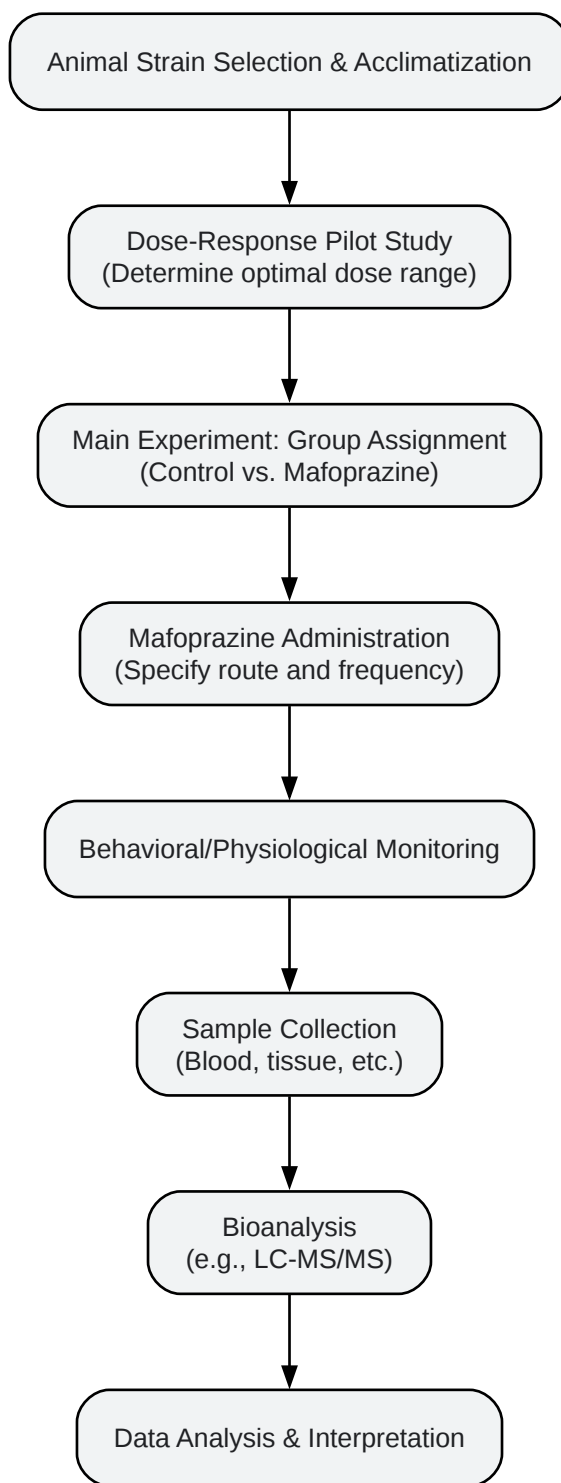 Animal Strain Selection & Acclimatization
Dose-Response Pilot Study
(Determine optimal dose range)
Main Experiment: Group Assignment
(Control vs. Mafoprazine)
Mafoprazine Administration
(Specify route and frequency)
Behavioral/Physiological Monitoring
Sample Collection
(Blood, tissue, etc.)
Bioanalysis
(e.g., LC-MS/MS)
Data Analysis & Interpretation